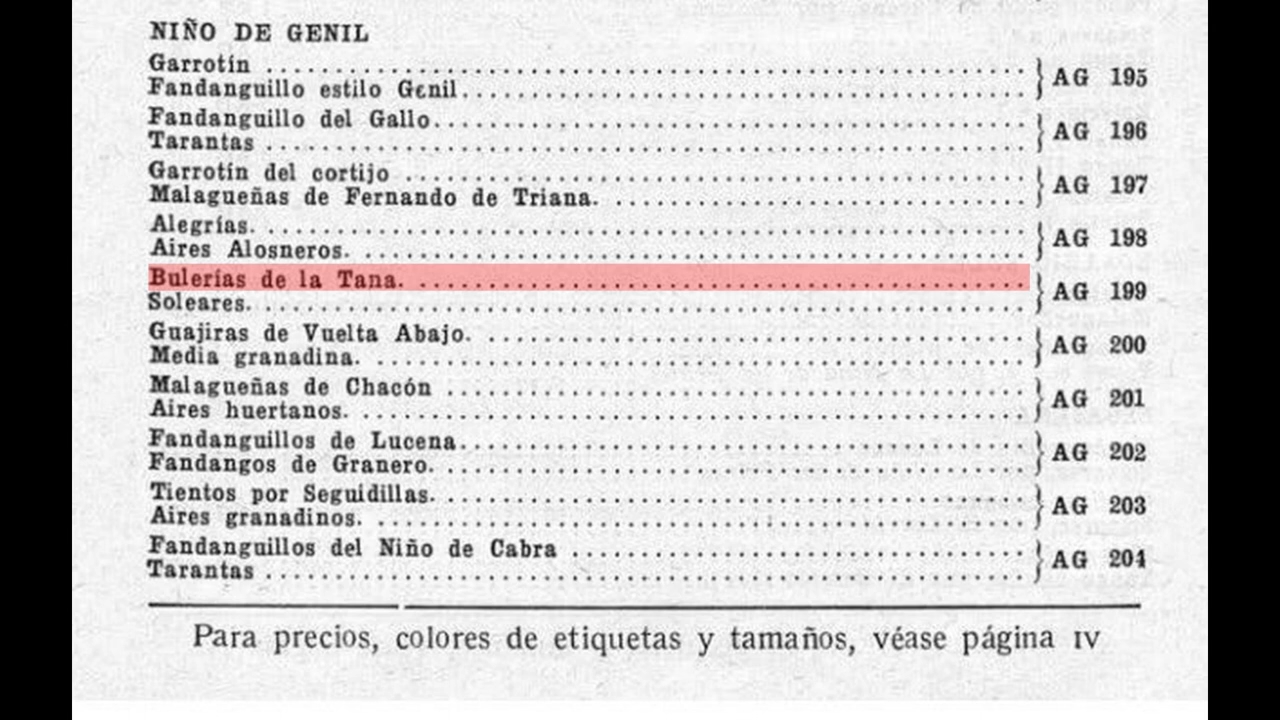 NIÑO DE GENIL
Garrotín
Fandanguillo estilo Genil
} AG 195
Fandanguillo del Gallo
Tarantas
} AG 196
Garrotín del cortijo
Malagueñas de Fernando de Triana.
} AG 197
Alegrías.
Aires Alosneros.
} AG 198
Bulerías de la Tana.
Soleares.
} AG 199
Guajiras de Vuelta Abajo.
Media granadina.
} AG 200
Malagueñas de Chacón
Aires huertanos.
} AG 201
Fandanguillos de Lucena
Fandangos de Granero.
} AG 202
Tientos por Seguidillas.
Aires granadinos.
} AG 203
Fandanguillos del Niño de Cabra
Tarantas
} AG 204
Para precios, colores de etiquetas y tamaños, véase página IV